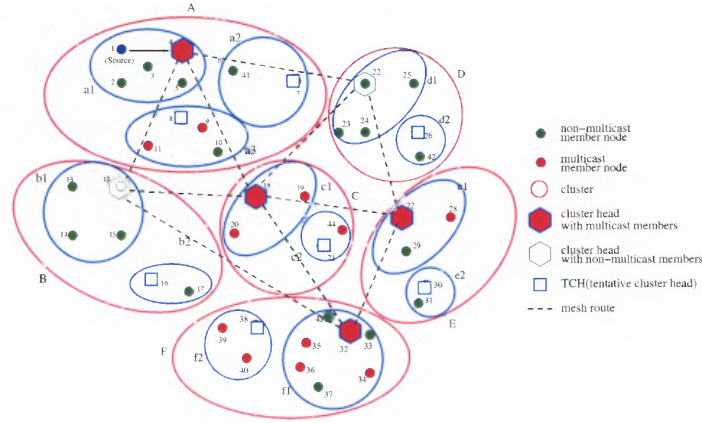 A
a2
1
(Source)
2
3
5
41
7
a1
8
9
10
11
a3
22
25
d1
D
23
24
d2
26
42
b1
13
14
15
b2
16
17
B
18
19
c1
C
20
44
21
c2
27
e1
28
29
e2
30
31
E
F
38
39
40
f2
43
32
33
35
36
34
37
f1
non-multicast
member node
multicast
member node
cluster
cluster head
with multicast members
cluster head
with non-multicast members
TCH(tentative cluster head)
mesh route